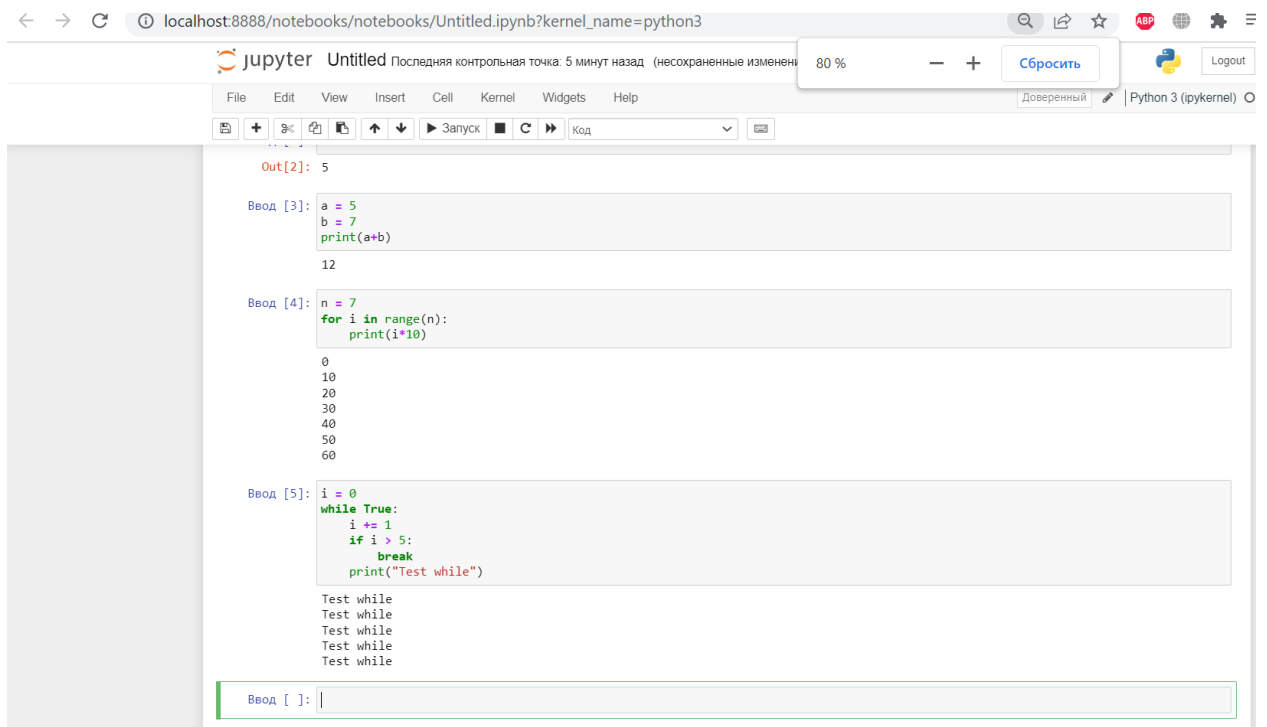 localhost:8888/notebooks/notebooks/Untitled.ipynb?kernel_name=python3
ABP
jupyter Untitled Последняя контрольная точка: 5 минут назад (несохраненные изменени
80 %
Сбросить
Logout
File Edit View Insert Cell Kernel Widgets Help
Доверенный
Python 3 (ipykernel)
Запуск
Код
Out[2]: 5
Ввод [3]: a = 5
b = 7
print(a+b)
12
Ввод [4]: n = 7
for i in range(n):
    print(i*10)
0
10
20
30
40
50
60
Ввод [5]: i = 0
while True:
    i += 1
    if i > 5:
        break
    print("Test while")
Test while
Test while
Test while
Test while
Test while
Ввод [ ]: